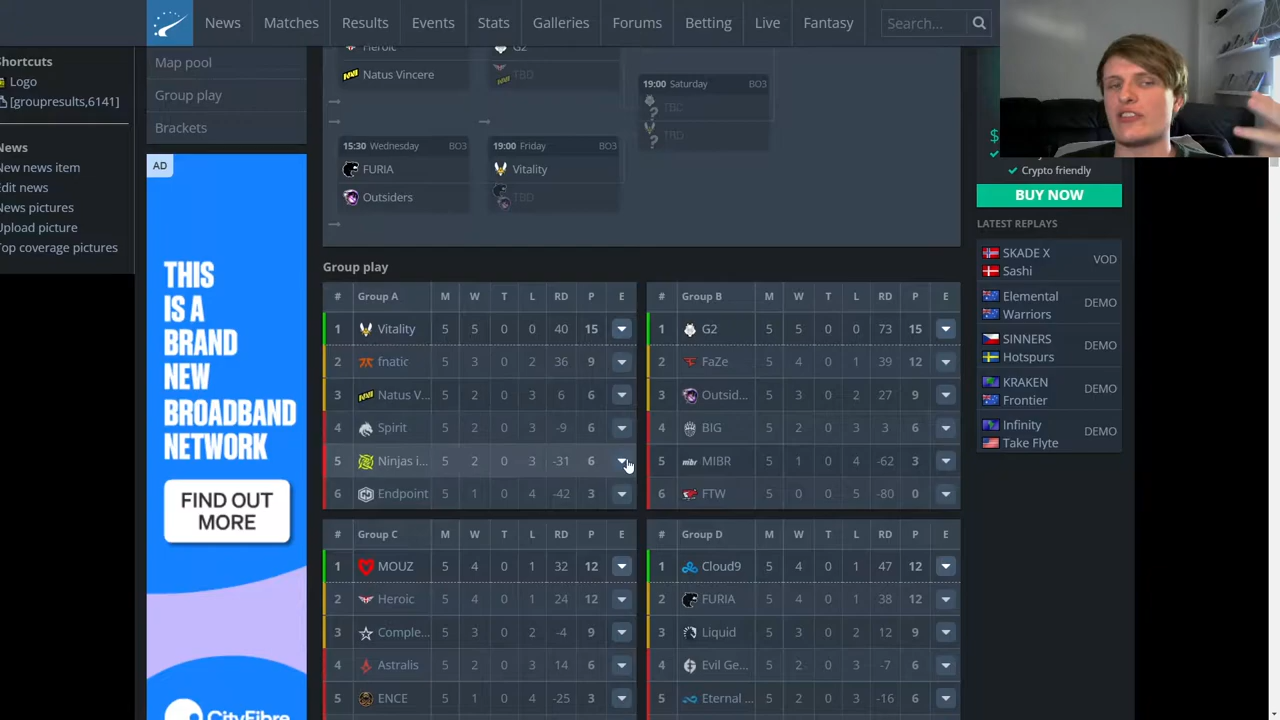 News Matches Results Events Stats Galleries Forums Betting Live Fantasy Search...
Shortcuts
Logo
[groupresults,6141]
News
New news item
Edit news
News pictures
Upload picture
Top coverage pictures
Map pool
Group play
Brackets
AD
THIS
IS A
BRAND
NEW
BROADBAND
NETWORK
FIND OUT
MORE
CityFibre
Heroic
Natus Vincere
G2
TBD
19:00 Saturday BO3
TBD
15:30 Wednesday BO3
FURIA
Outsiders
19:00 Friday BO3
Vitality
TBD
Group play
# Group A M W T L RD P E
1 Vitality 5 5 0 0 40 15
2 fnatic 5 3 0 2 36 9
3 Natus V... 5 2 0 3 6 6
4 Spirit 5 2 0 3 -9 6
5 Ninjas i... 5 2 0 3 -31 6
6 Endpoint 5 1 0 4 -42 3
# Group B M W T L RD P E
1 G2 5 5 0 0 73 15
2 FaZe 5 4 0 1 39 12
3 Outsid... 5 3 0 2 27 9
4 BIG 5 2 0 3 3 6
5 MIBR 5 1 0 4 -62 3
6 FTW 5 0 0 5 -80 0
# Group C M W T L RD P E
1 MOUZ 5 4 0 1 32 12
2 Heroic 5 4 0 1 24 12
3 Comple... 5 3 0 2 -4 9
4 Astralis 5 2 0 3 14 6
5 ENCE 5 1 0 4 -25 3
# Group D M W T L RD P E
1 Cloud9 5 4 0 1 47 12
2 FURIA 5 4 0 1 38 12
3 Liquid 5 3 0 2 12 9
4 Evil Ge... 5 2 0 3 -7 6
5 Eternal ... 5 2 0 3 -16 6
$
Crypto friendly
BUY NOW
LATEST REPLAYS
SKADE X
Sashi
VOD
Elemental
Warriors
DEMO
SINNERS
Hotspurs
DEMO
KRAKEN
Frontier
DEMO
Infinity
Take Flyte
DEMO